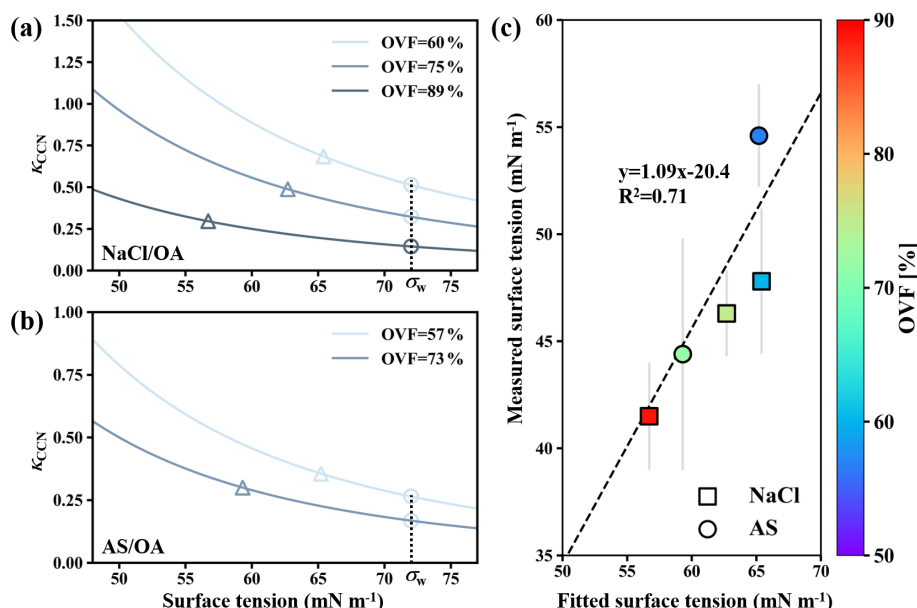 (a)
1.50
1.25
1.00
0.75
0.50
0.25
0.00
κCCN
OVF=60 %
OVF=75 %
OVF=89 %
NaCl/OA
50 55 60 65 70 σw 75
(b)
1.00
0.75
0.50
0.25
0.00
κCCN
OVF=57 %
OVF=73 %
AS/OA
50 55 60 65 70 σw 75
Surface tension (mN m-1)
(c)
60
55
50
45
40
35
Measured surface tension (mN m-1)
y=1.09x-20.4
R2=0.71
NaCl
AS
50 55 60 65 70
Fitted surface tension (mN m-1)
90
80
70
60
50
OVF [%]